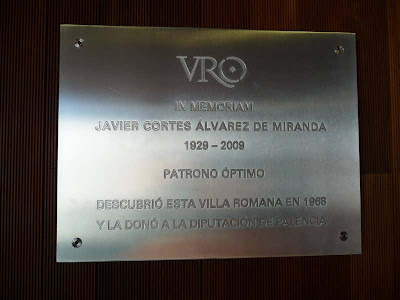 VRO
IN MEMORIAM
JAVIER CORTES ÁLVAREZ DE MIRANDA
1929 – 2009
PATRONO ÓPTIMO
DESCUBRIÓ ESTA VILLA ROMANA EN 1968
Y LA DONÓ A LA DIPUTACIÓN DE PALENCIA